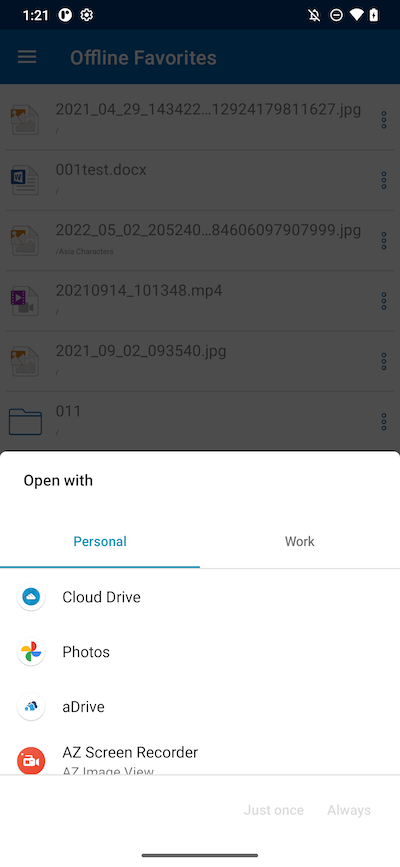 1:21
Offline Favorites
2021_04_29_143422...12924179811627.jpg
/
001test.docx
/
2022_05_02_205240...84606097907999.jpg
/Asia Characters
20210914_101348.mp4
/
2021_09_02_093540.jpg
/
011
/
Open with
Personal Work
Cloud Drive
Photos
aDrive
AZ Screen Recorder
AZ Image View
Just once Always